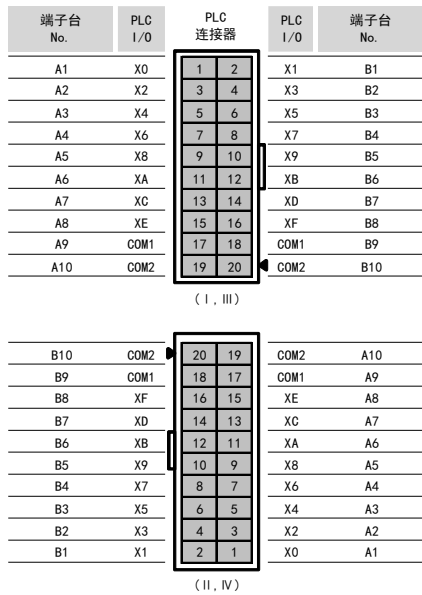 端子台 PLC PLC PLC 端子台
No. I/O 连接器 I/O No.
A1 X0 1 2 X1 B1
A2 X2 3 4 X3 B2
A3 X4 5 6 X5 B3
A4 X6 7 8 X7 B4
A5 X8 9 10 X9 B5
A6 XA 11 12 XB B6
A7 XC 13 14 XD B7
A8 XE 15 16 XF B8
A9 COM1 17 18 COM1 B9
A10 COM2 19 20 COM2 B10
(I, III)
B10 COM2 20 19 COM2 A10
B9 COM1 18 17 COM1 A9
B8 XF 16 15 XE A8
B7 XD 14 13 XC A7
B6 XB 12 11 XA A6
B5 X9 10 9 X8 A5
B4 X7 8 7 X6 A4
B3 X5 6 5 X4 A3
B2 X3 4 3 X2 A2
B1 X1 2 1 X0 A1
(II, IV)